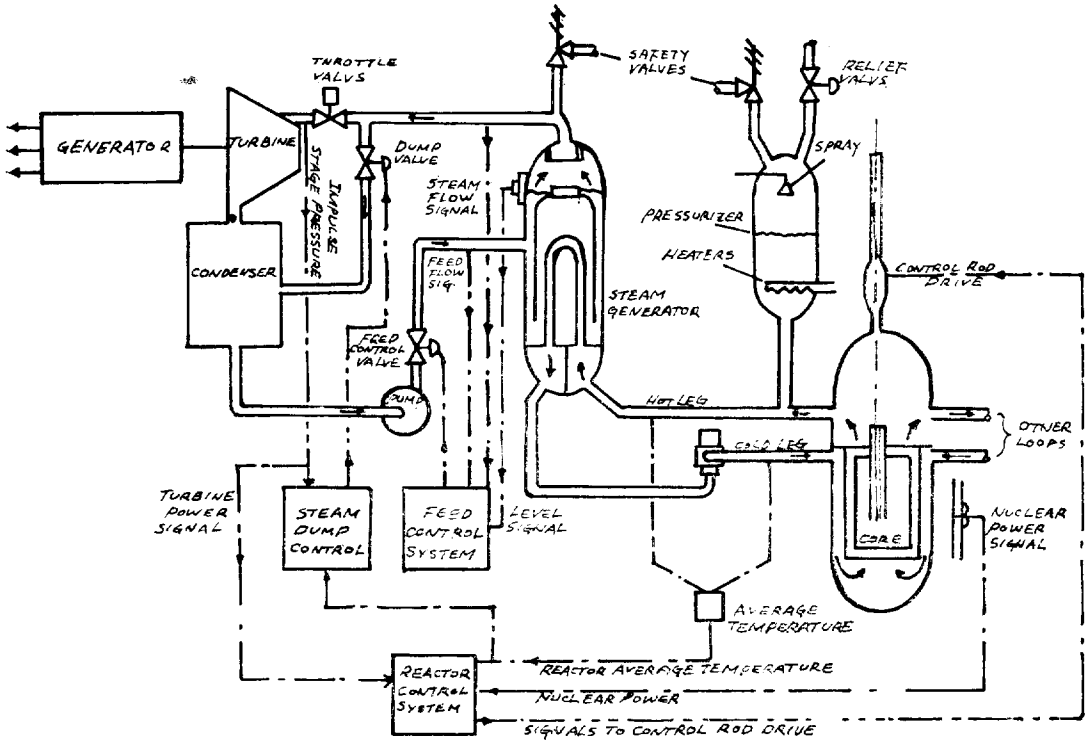 THROTTLE
VALVS
SAFETY
VALVES
RELIEF
VALVS
GENERATOR
TURBINE
DUMP
VALVE
SPRAY
IMPULSE
STAGE PRESSURE
STEAM
FLOW
SIGNAL
PRESSURIZER
CONDENSER
FEED
FLOW
SIG.
HEATERS
CONTROL ROD
DRIVE
STEAM
GENERATOR
FEED
CONTROL
VALVE
PUMP
HOT LEG
COLD LEG
OTHER
LOOPS
TURBINE
POWER
SIGNAL
STEAM
DUMP
CONTROL
FEED
CONTROL
SYSTEM
LEVEL
SIGNAL
CORE
NUCLEAR
POWER
SIGNAL
AVERAGE
TEMPERATURE
REACTOR
CONTROL
SYSTEM
REACTOR AVERAGE TEMPERATURE
NUCLEAR POWER
SIGNALS TO CONTROL ROD DRIVE